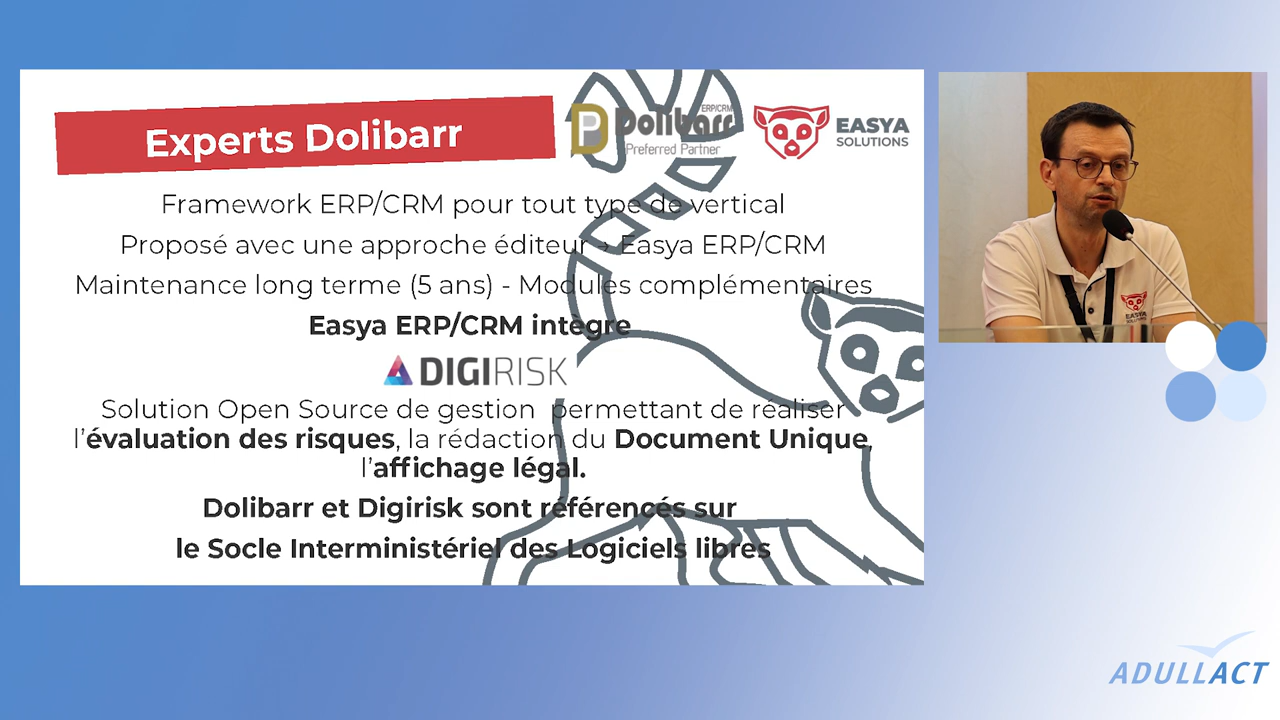 Experts Dolibarr
Dolibarr
ERP/CRM
Preferred Partner
EASYA
SOLUTIONS
Framework ERP/CRM pour tout type de vertical
Proposé avec une approche éditeur → Easya ERP/CRM
Maintenance long terme (5 ans) - Modules complémentaires
Easya ERP/CRM intègre
DIGIRISK
Solution Open Source de gestion permettant de réaliser
l'évaluation des risques, la rédaction du Document Unique,
l'affichage légal.
Dolibarr et Digirisk sont référencés sur
le Socle Interministériel des Logiciels libres
EASYA
SOLUTIONS
ADULLACT